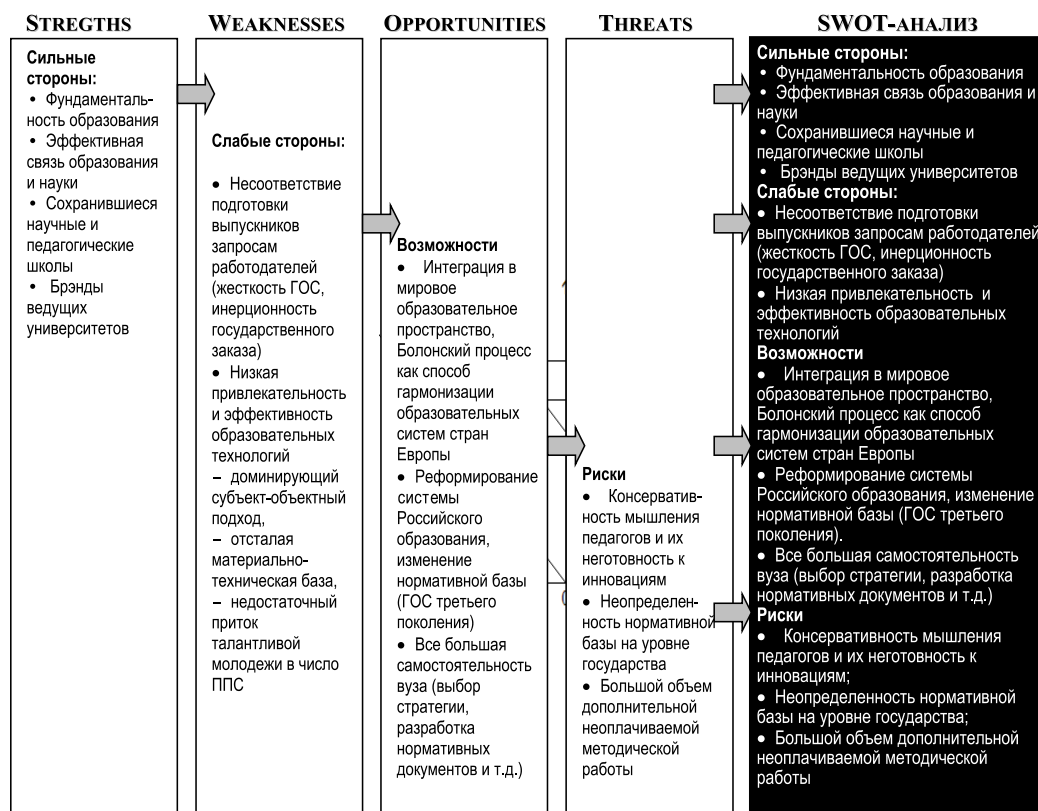 STREGTHS
Сильные
стороны:
• Фундаменталь-
ность образования
• Эффективная
связь образования
и науки
• Сохранившиеся
научные и
педагогические
школы
• Брэнды
ведущих
университетов
WEAKNESSES
Слабые стороны:
• Несоответствие
подготовки
выпускников
запросам
работодателей
(жесткость ГОС,
инерционность
государственного
заказа)
• Низкая
привлекательность
и эффективность
образовательных
технологий
– доминирующий
субъект-объектный
подход,
– отсталая
материально-
техническая база,
– недостаточный
приток
талантливой
молодежи в число
ППС
OPPORTUNITIES
Возможности
• Интеграция в
мировое
образовательное
пространство,
Болонский процесс
как способ
гармонизации
образовательных
систем стран
Европы
• Реформирование
системы
Российского
образования,
изменение
нормативной базы
(ГОС третьего
поколения)
• Все большая
самостоятельность
вуза (выбор
стратегии,
разработка
нормативных
документов и т.д.)
THREATS
Риски
• Консерватив-
ность мышления
педагогов и их
неготовность к
инновациям
• Неопределен-
ность нормативной
базы на уровне
государства
• Большой объем
дополнительной
неоплачиваемой
методической
работы
SWOT-АНАЛИЗ
Сильные стороны:
• Фундаментальность образования
• Эффективная связь образования и
науки
• Сохранившиеся научные и
педагогические школы
• Брэнды ведущих университетов
Слабые стороны:
• Несоответствие подготовки
выпускников запросам работодателей
(жесткость ГОС, инерционность
государственного заказа)
• Низкая привлекательность и
эффективность образовательных
технологий
Возможности
• Интеграция в мировое
образовательное пространство,
Болонский процесс как способ
гармонизации образовательных
систем стран Европы
• Реформирование системы
Российского образования, изменение
нормативной базы (ГОС третьего
поколения).
• Все большая самостоятельность
вуза (выбор стратегии, разработка
нормативных документов и т.д.)
Риски
• Консервативность мышления
педагогов и их неготовность к
инновациям;
• Неопределенность нормативной
базы на уровне государства;
• Большой объем дополнительной
неоплачиваемой методической
работы